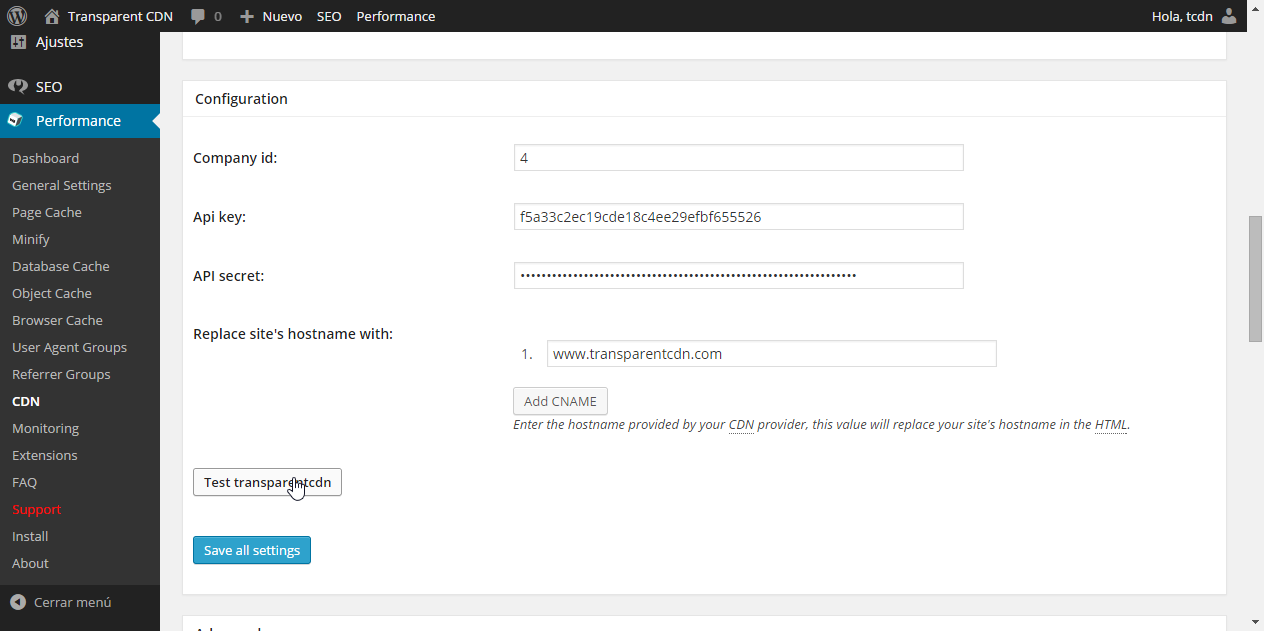 Transparent CDN 0 Nuevo SEO Performance Hola, tcdn
Ajustes
SEO
Performance
Dashboard
General Settings
Page Cache
Minify
Database Cache
Object Cache
Browser Cache
User Agent Groups
Referrer Groups
CDN
Monitoring
Extensions
FAQ
Support
Install
About
Cerrar menú
Configuration
Company id: 4
Api key: f5a33c2ec19cde18c4ee29efbf655526
API secret: ••••••••••••••••••••••••••••••••••••••••••••••••••••••••••••••••
Replace site's hostname with:
1. www.transparentcdn.com
Add CNAME
Enter the hostname provided by your CDN provider, this value will replace your site's hostname in the HTML.
Test transparentcdn
Save all settings